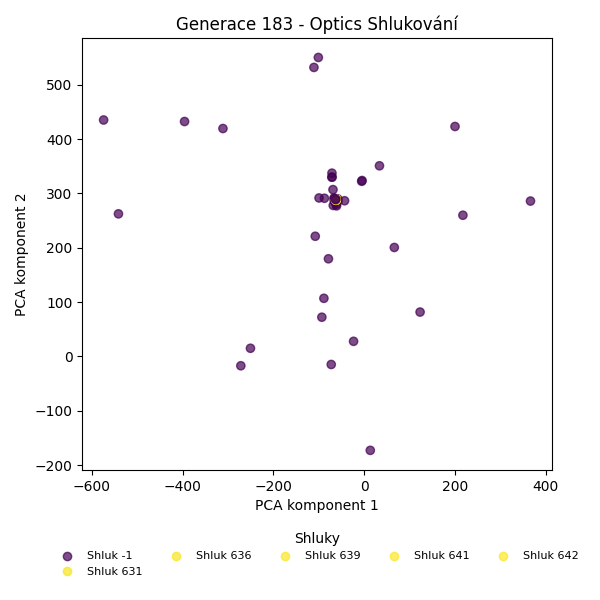 Generace 183 - Optics Shlukování
500
400
300
200
100
0
−100
−200
PCA komponent 2
−600 −400 −200 0 200 400
PCA komponent 1
Shluky
Shluk -1 Shluk 636 Shluk 639 Shluk 641 Shluk 642
Shluk 631